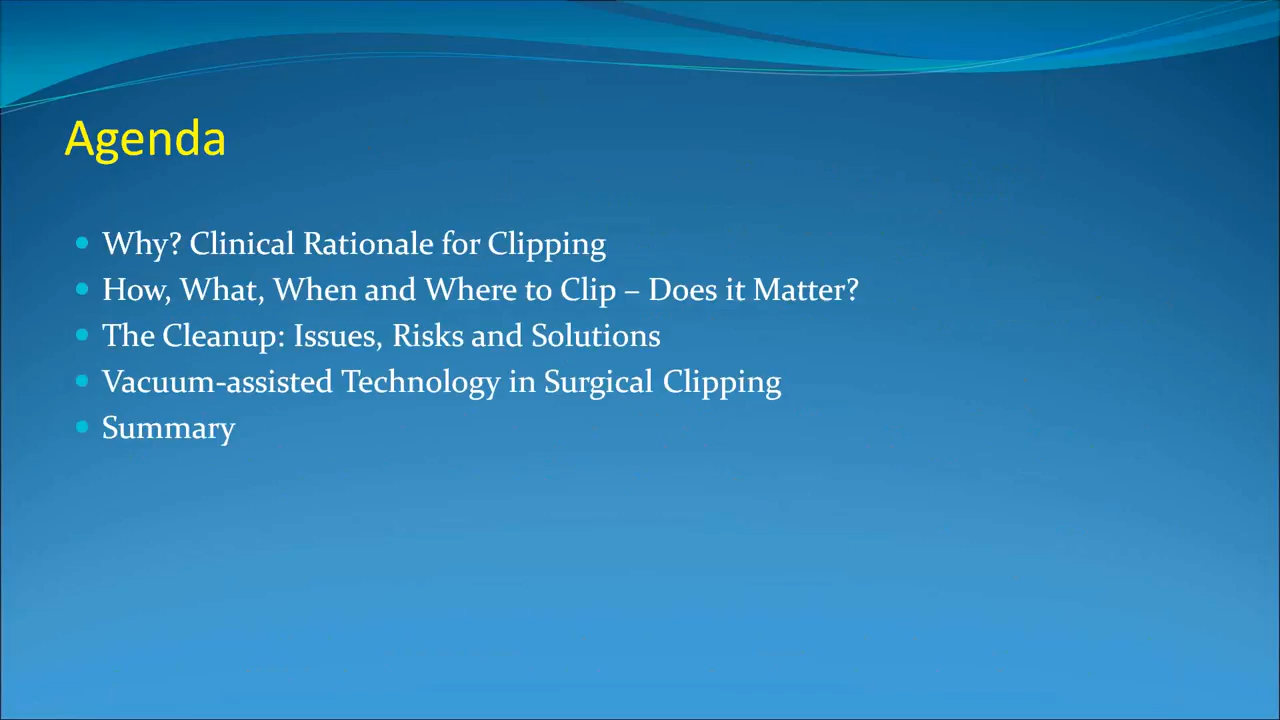 Agenda
Why? Clinical Rationale for Clipping
How, What, When and Where to Clip – Does it Matter?
The Cleanup: Issues, Risks and Solutions
Vacuum-assisted Technology in Surgical Clipping
Summary